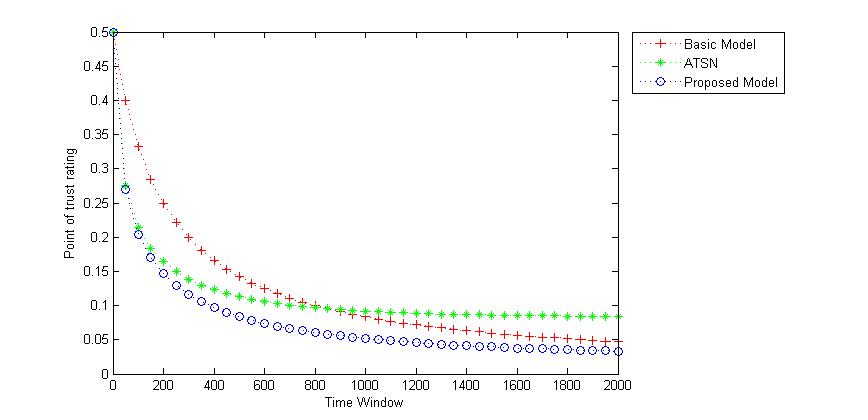 0.5
0.45
0.4
0.35
0.3
0.25
0.2
0.15
0.1
0.05
0
Point of trust rating
0 200 400 600 800 1000 1200 1400 1600 1800 2000
Time Window
Basic Model
ATSN
Proposed Model